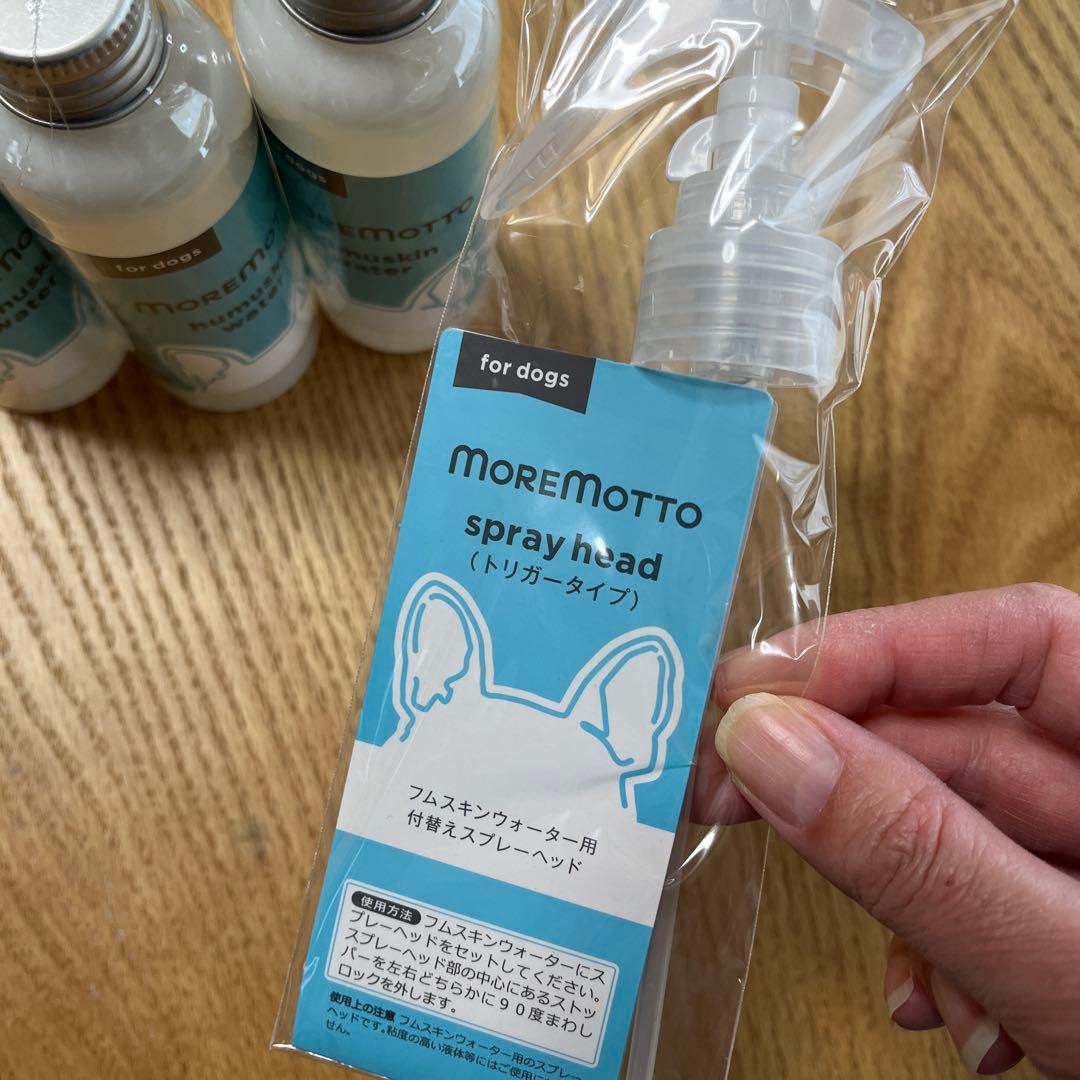 for dogs
MOREMOTTO
humuskin
water
for dogs
MOREMOTTO
water
water
for dogs
MOREMOTTO
spray head
(トリガータイプ)
フムスキンウォーター用
付替えスプレーヘッド
使用方法 フムスキンウォーターにス
プレーヘッドをセットしてください。
スプレーヘッド部の中心にあるストッ
パーを左右どちらかに90度まわし
ロックを外します。
使用上の注意 フムスキンウォーター用のスプレー
ヘッドです。粘度の高い液体等にはご使用に
せん。